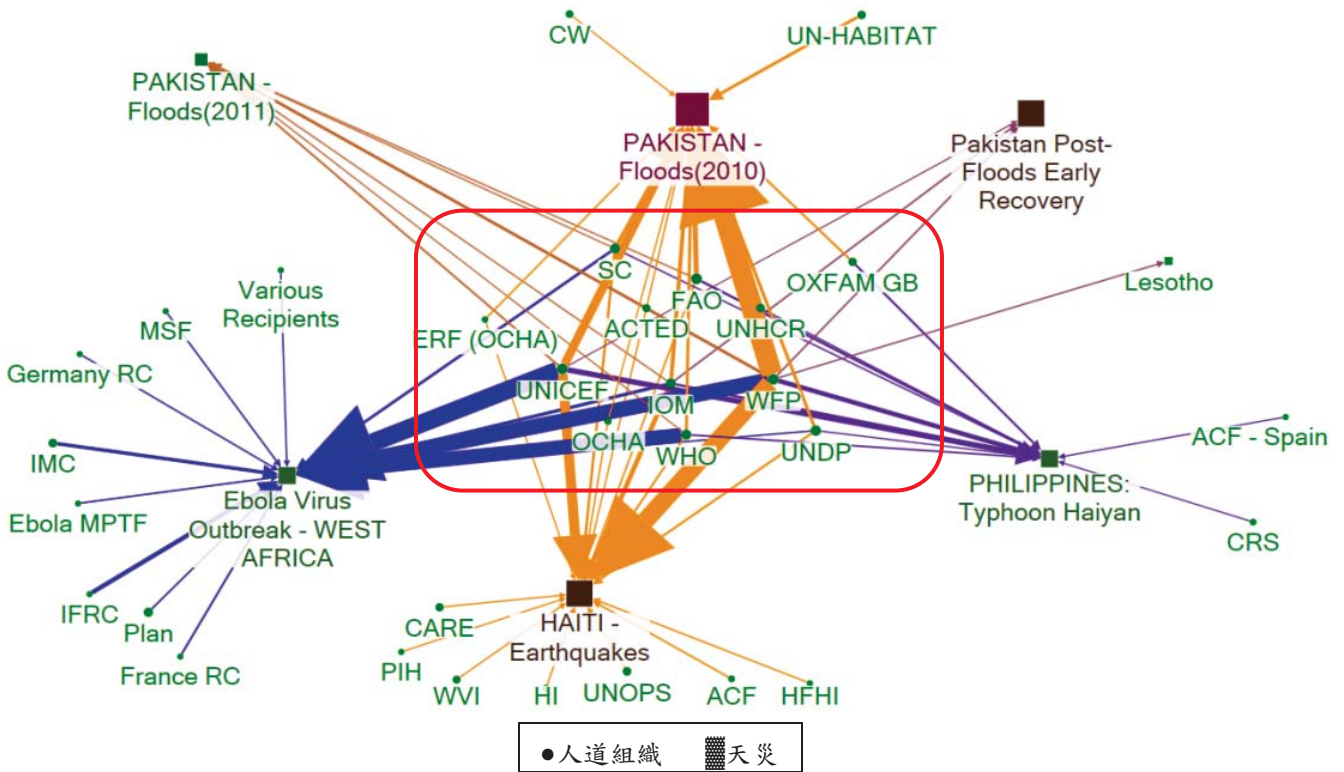 CW
UN-HABITAT
PAKISTAN -
Floods(2011)
PAKISTAN -
Floods(2010)
Pakistan Post-
Floods Early
Recovery
SC
OXFAM GB
Lesotho
FAO
Various
Recipients
MSF
ERF (OCHA)
ACTED
UNHCR
Germany RC
UNICEF
IOM
WFP
OCHA
WHO
UNDP
ACF - Spain
IMC
Ebola Virus
Outbreak - WEST
AFRICA
PHILIPPINES:
Typhoon Haiyan
Ebola MPTF
CRS
IFRC
Plan
France RC
CARE
HAITI -
Earthquakes
PIH
WVI
HI
UNOPS
ACF
HFHI
●人道組織 ▓天災